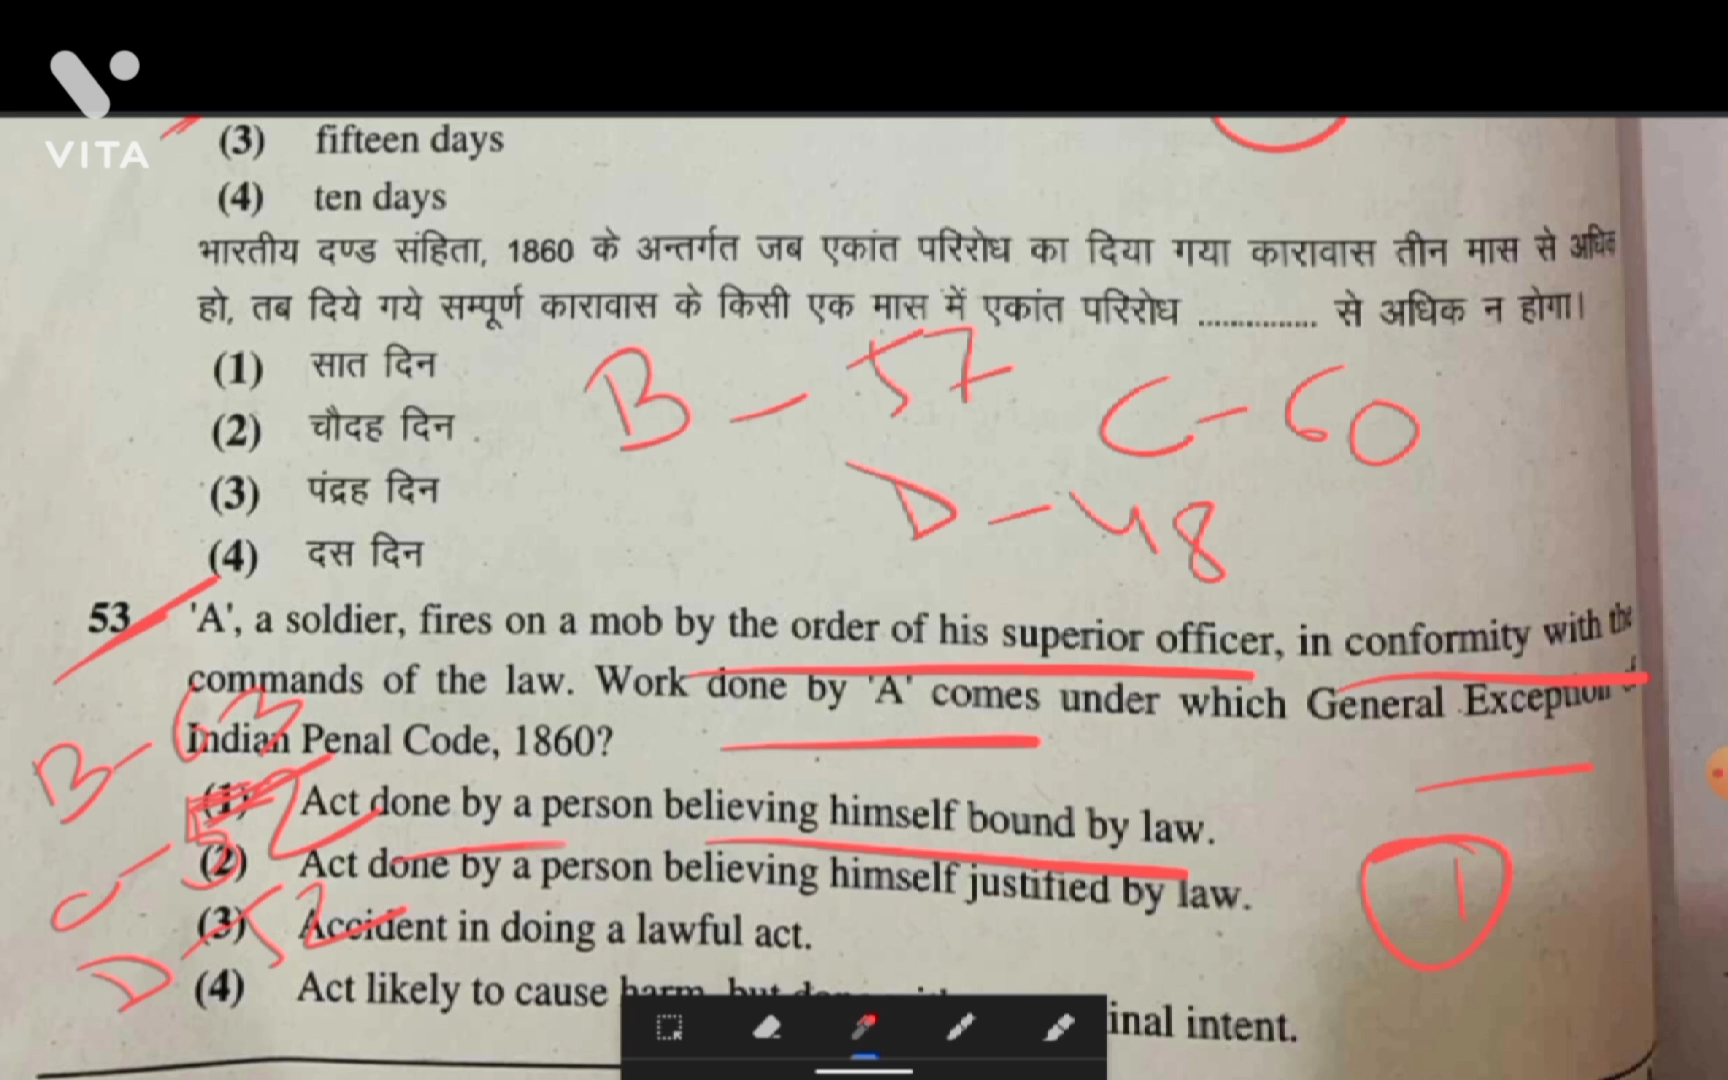 VITA
(3) fifteen days
(4) ten days
भारतीय दण्ड संहिता, 1860 के अन्तर्गत जब एकांत परिरोध का दिया गया कारावास तीन मास से अधिक
हो, तब दिये गये सम्पूर्ण कारावास के किसी एक मास में एकांत परिरोध .............. से अधिक न होगा।
(1) सात दिन
(2) चौदह दिन
(3) पंद्रह दिन
(4) दस दिन
B - 57 C - 60
D - 48
53 'A', a soldier, fires on a mob by the order of his superior officer, in conformity with the
commands of the law. Work done by 'A' comes under which General Exception
Indian Penal Code, 1860?
(1) Act done by a person believing himself bound by law.
(2) Act done by a person believing himself justified by law.
(3) Accident in doing a lawful act.
(4) Act likely to cause harm, but inal intent.
B - 63
C - 52
D - 52
1